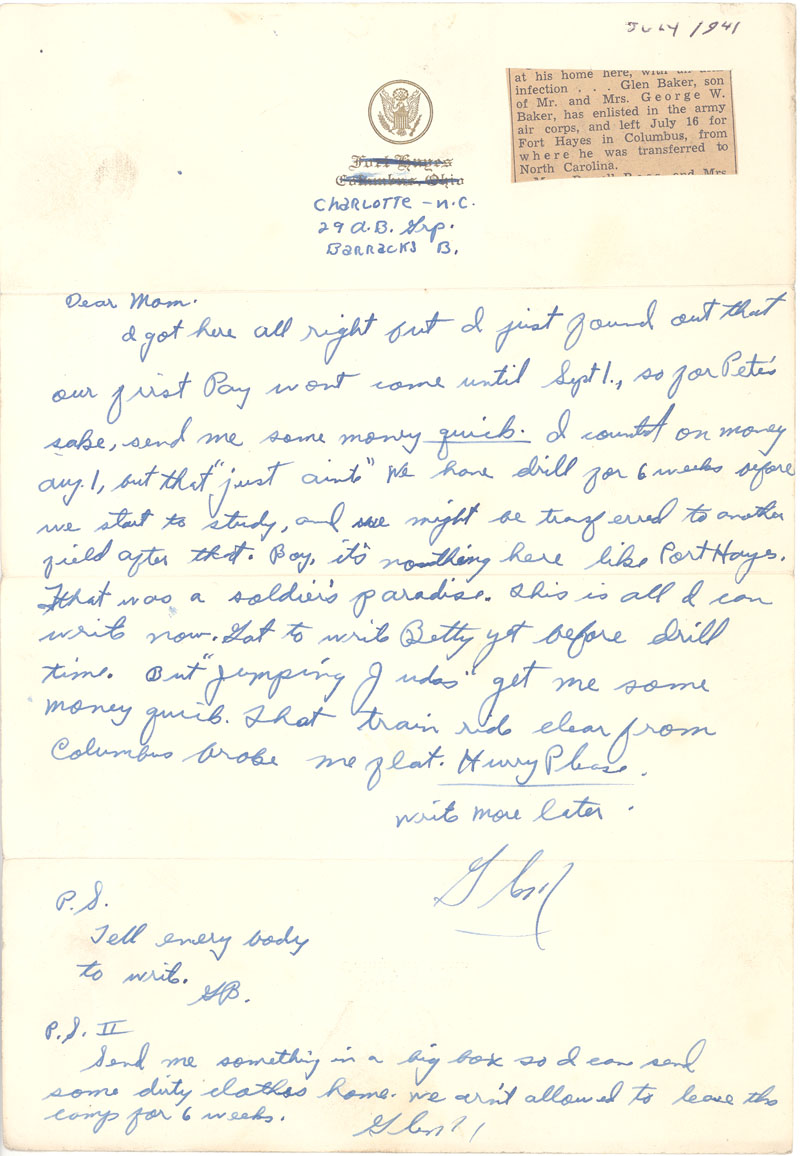 JULY 1941
at his home here, with an
infection . . . Glen Baker, son
of Mr. and Mrs. George W.
Baker, has enlisted in the army
air corps, and left July 16 for
Fort Hayes in Columbus, from
where he was transferred to
North Carolina.
and Mrs
Fort Hayes
Columbus, Ohio
Charlotte - N.C.
29 A.B. Grp.
Barracks B.
Dear Mom.
I got here all right but I just found out that
our first Pay wont come until Sept 1., so for Pete's
sake, send me some money quick. I counted on money
Aug. 1, but that "just aint" We have drill for 6 weeks before
we start to study, and we might be transferred to another
field after that. Boy, it's nothing here like Fort Hayes.
That was a soldier's paradise. This is all I can
write now. Got to write Betty yet before drill
time. But "Jumping Judas" get me some
money quick. That train ride clear from
Columbus broke me flat. Hurry Please.
write more later.
Glen
P.S.
Tell every body
to write.
GB.
P.S. II
Send me something in a big box so I can send
some dirty clothes home. we arn't allowed to leave the
camp for 6 weeks.
Glen